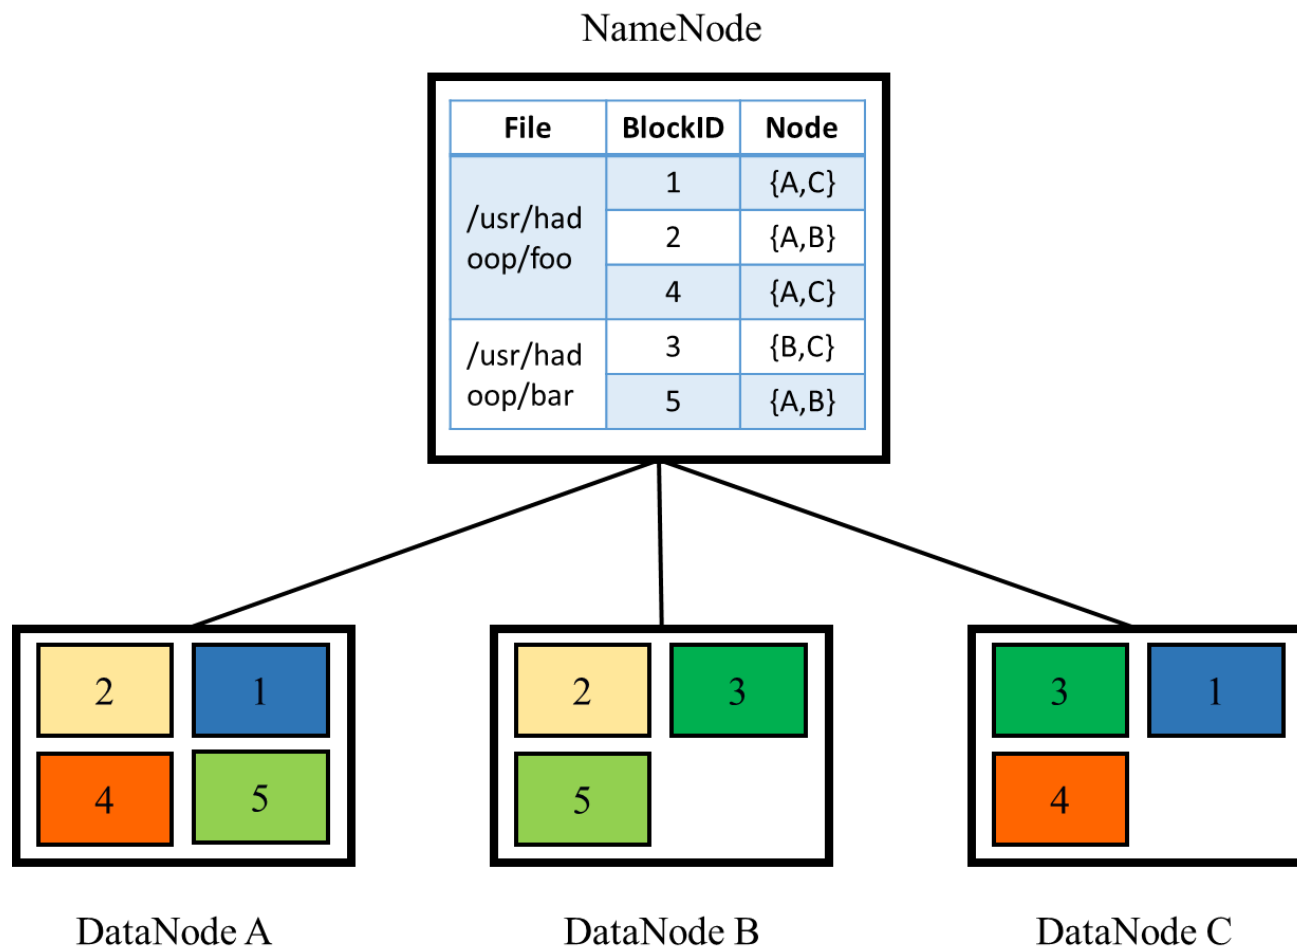 NameNode
File BlockID Node
/usr/had
oop/foo
1 {A,C}
2 {A,B}
4 {A,C}
/usr/had
oop/bar
3 {B,C}
5 {A,B}
2 1 2 3 3 1
4 5 5 4
DataNode A DataNode B DataNode C